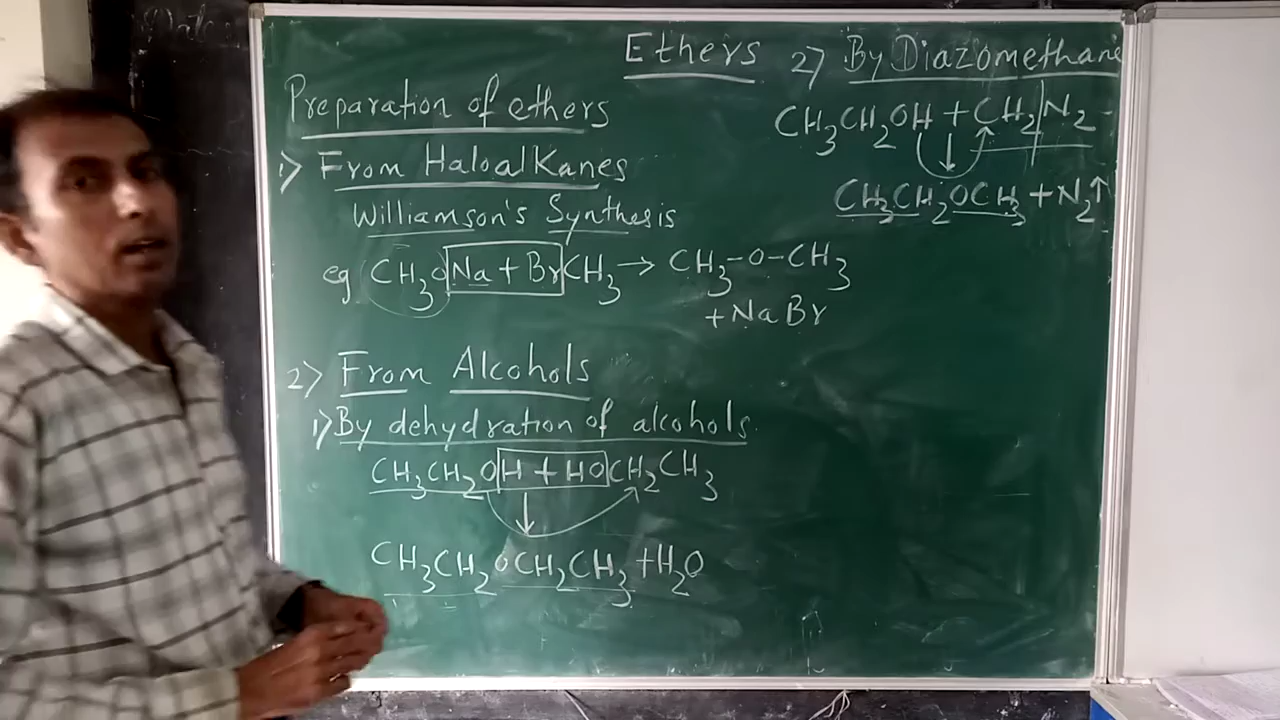 Ethers
Preparation of ethers
1) From Haloalkanes
Williamson's Synthesis
eg CH3ONa + BrCH3 → CH3-O-CH3
+ NaBr
2) From Alcohols
1) By dehydration of alcohols.
CH3CH2OH + HOCH2CH3
↓
CH3CH2OCH2CH3 + H2O
2) By Diazomethane
CH3CH2OH + CH2N2
↓
CH3CH2OCH3 + N2↑